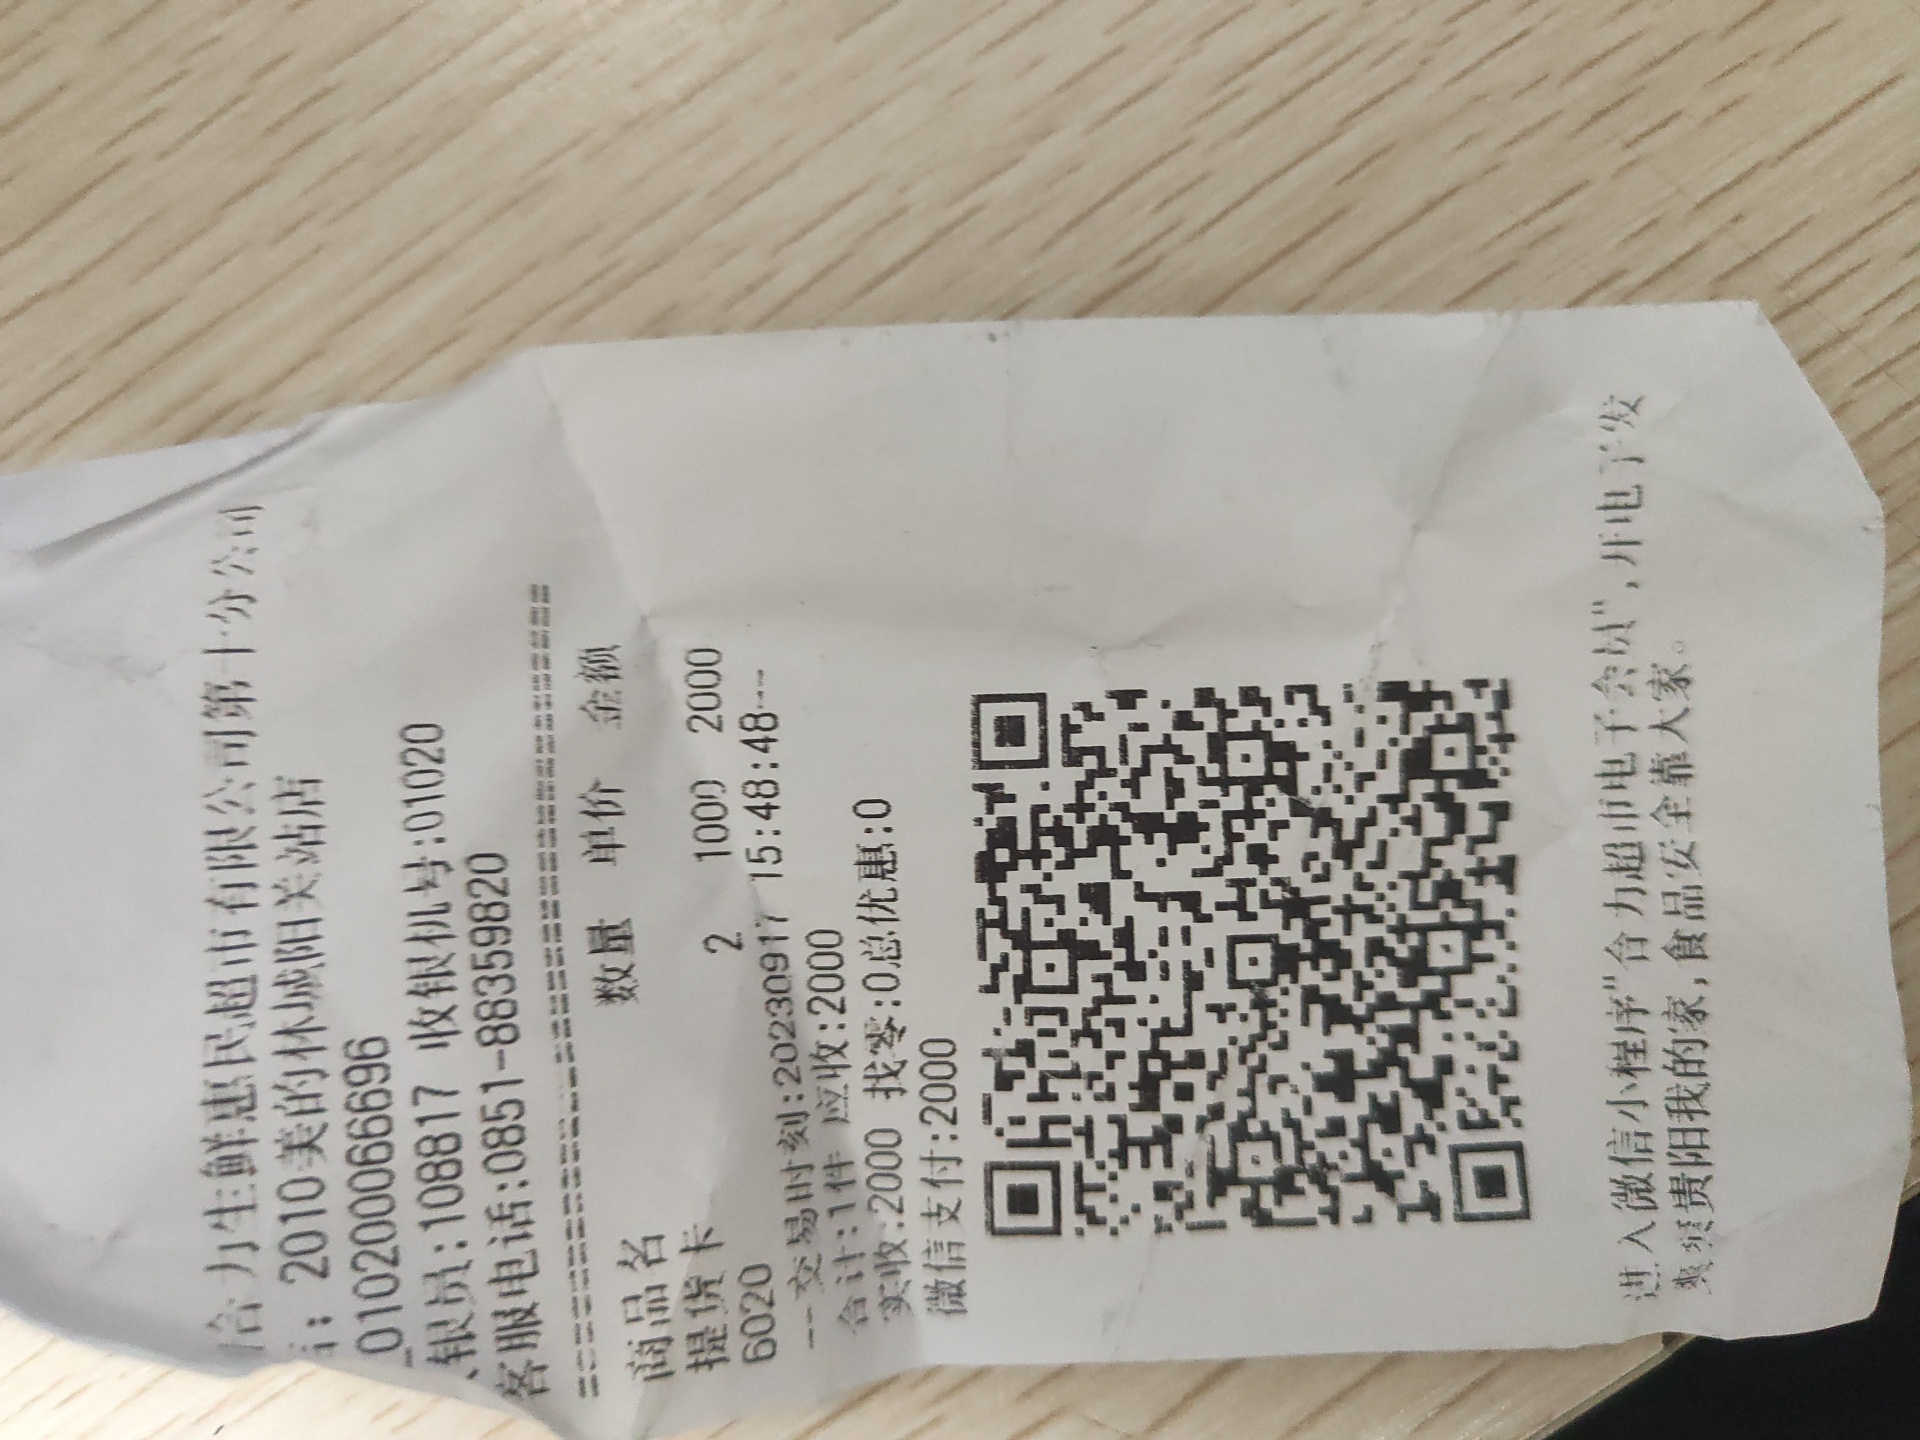 合力生鲜惠民超市有限公司第十分公司
: 2010美的林城阳关站店
010200066696
银员:108817 收银机号:01020
客服电话:0851-88359820
商品名 数量 单价 金额
提货卡
6020 2 1000 2000
--交易时刻:20230917 15:48:48---
合计:1件 应收:2000
实收:2000 找零:0总优惠:0
微信支付:2000
进入微信小程序"合力超市电子会员",开电子发
爽爽贵阳我的家,食品安全靠大家。